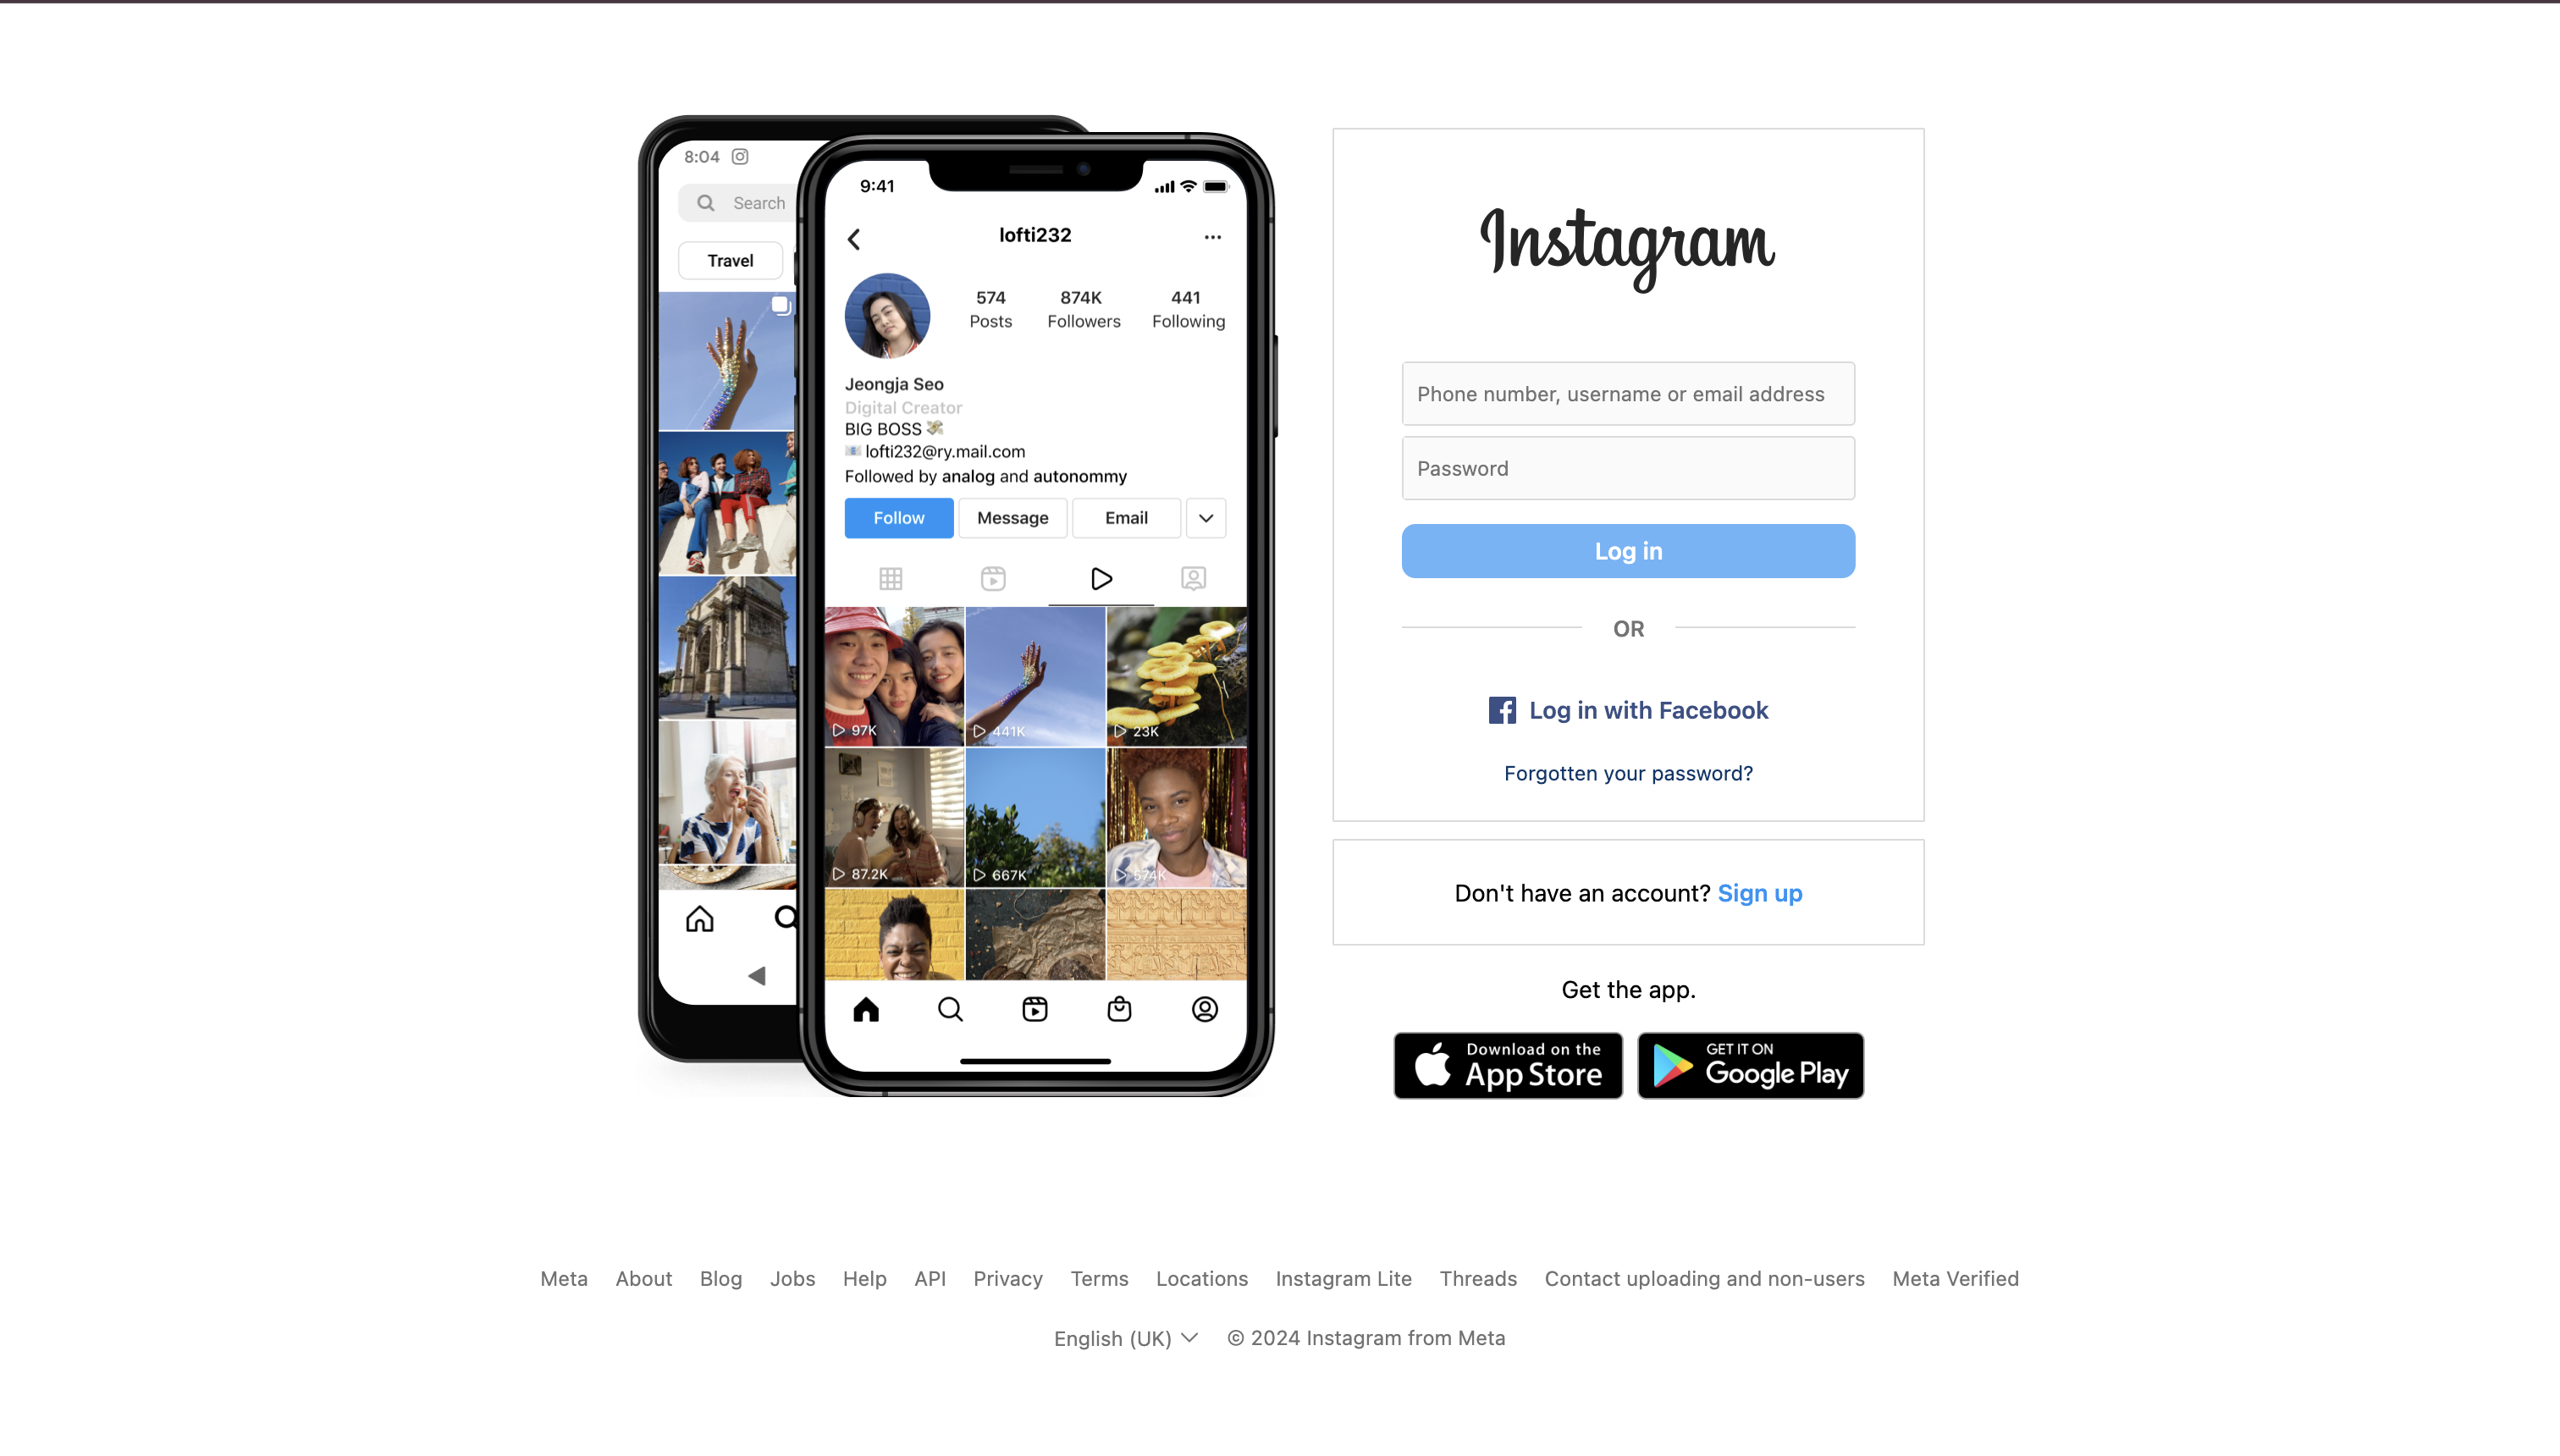 8:04
Search
Travel
9:41
lofti232
574 874K 441
Posts Followers Following
Jeongja Seo
Digital Creator
BIG BOSS 💸
📧 lofti232@ry.mail.com
Followed by analog and autonommy
Follow Message Email
97K 441K 23K
87.2K 667K 574K
Instagram
Phone number, username or email address
Password
Log in
OR
Log in with Facebook
Forgotten your password?
Don't have an account? Sign up
Get the app.
Download on the
App Store
GET IT ON
Google Play
Meta About Blog Jobs Help API Privacy Terms Locations Instagram Lite Threads Contact uploading and non-users Meta Verified
English (UK) © 2024 Instagram from Meta